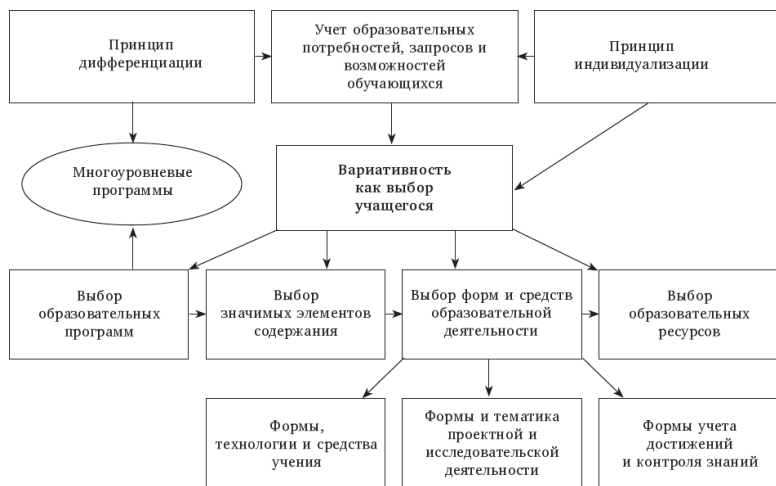 Принцип
дифференциации
Учет образовательных
потребностей, запросов и
возможностей
обучающихся
Принцип
индивидуализации
Многоуровневые
программы
Вариативность
как выбор
учащегося
Выбор
образовательных
программ
Выбор
значимых элементов
содержания
Выбор форм и средств
образовательной
деятельности
Выбор
образовательных
ресурсов
Формы,
технологии и средства
учения
Формы и тематика
проектной и
исследовательской
деятельности
Формы учета
достижений
и контроля знаний